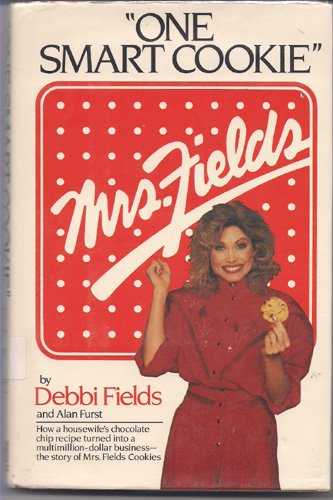 "ONE
SMART COOKIE"
Mrs. Fields
by
Debbi Fields
and Alan Furst
How a housewife's chocolate
chip recipe turned into a
multimillion-dollar business—
the story of Mrs. Fields Cookies